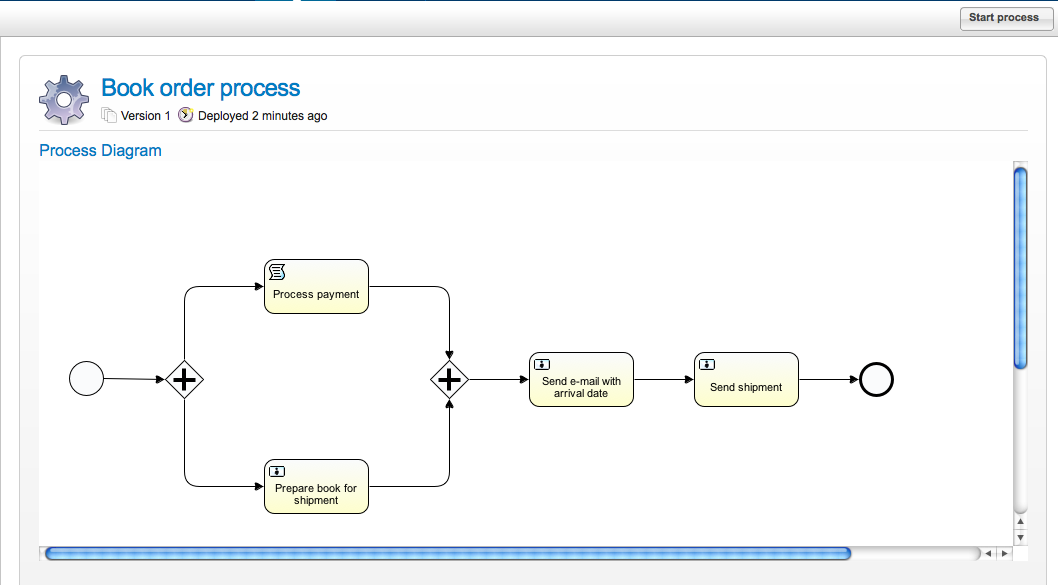 Start process
Book order process
Version 1 Deployed 2 minutes ago
Process Diagram
Process payment
Send e-mail with
arrival date
Send shipment
Prepare book for
shipment